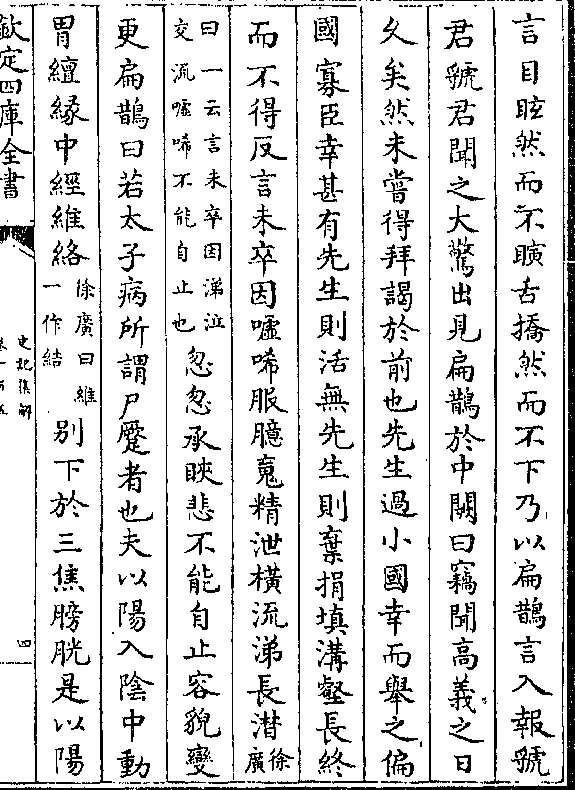 言目眩然而不瞚舌撟然而不下乃以扁鵲言入報虢
君虢君聞之大驚出見扁鵲於中闕曰竊聞高義之日
久矣然未嘗得拜謁於前也先生過小國幸而舉之偏
國寡臣幸甚有先生則活無先生則棄捐填溝壑長終
而不得反言未卒因噓唏服臆䰟精泄橫流涕長潸徐廣
曰一云言未卒因涕泣交流噓唏不能自止也忽忽承䀹悲不能自止容貌變
更扁鵲曰若太子病所謂尸蹷者也夫以陽入陰中動
胃繵緣中經維絡徐廣曰維一作結别下於三焦膀胱是以陽
欽定四庫全書
史記集解
四